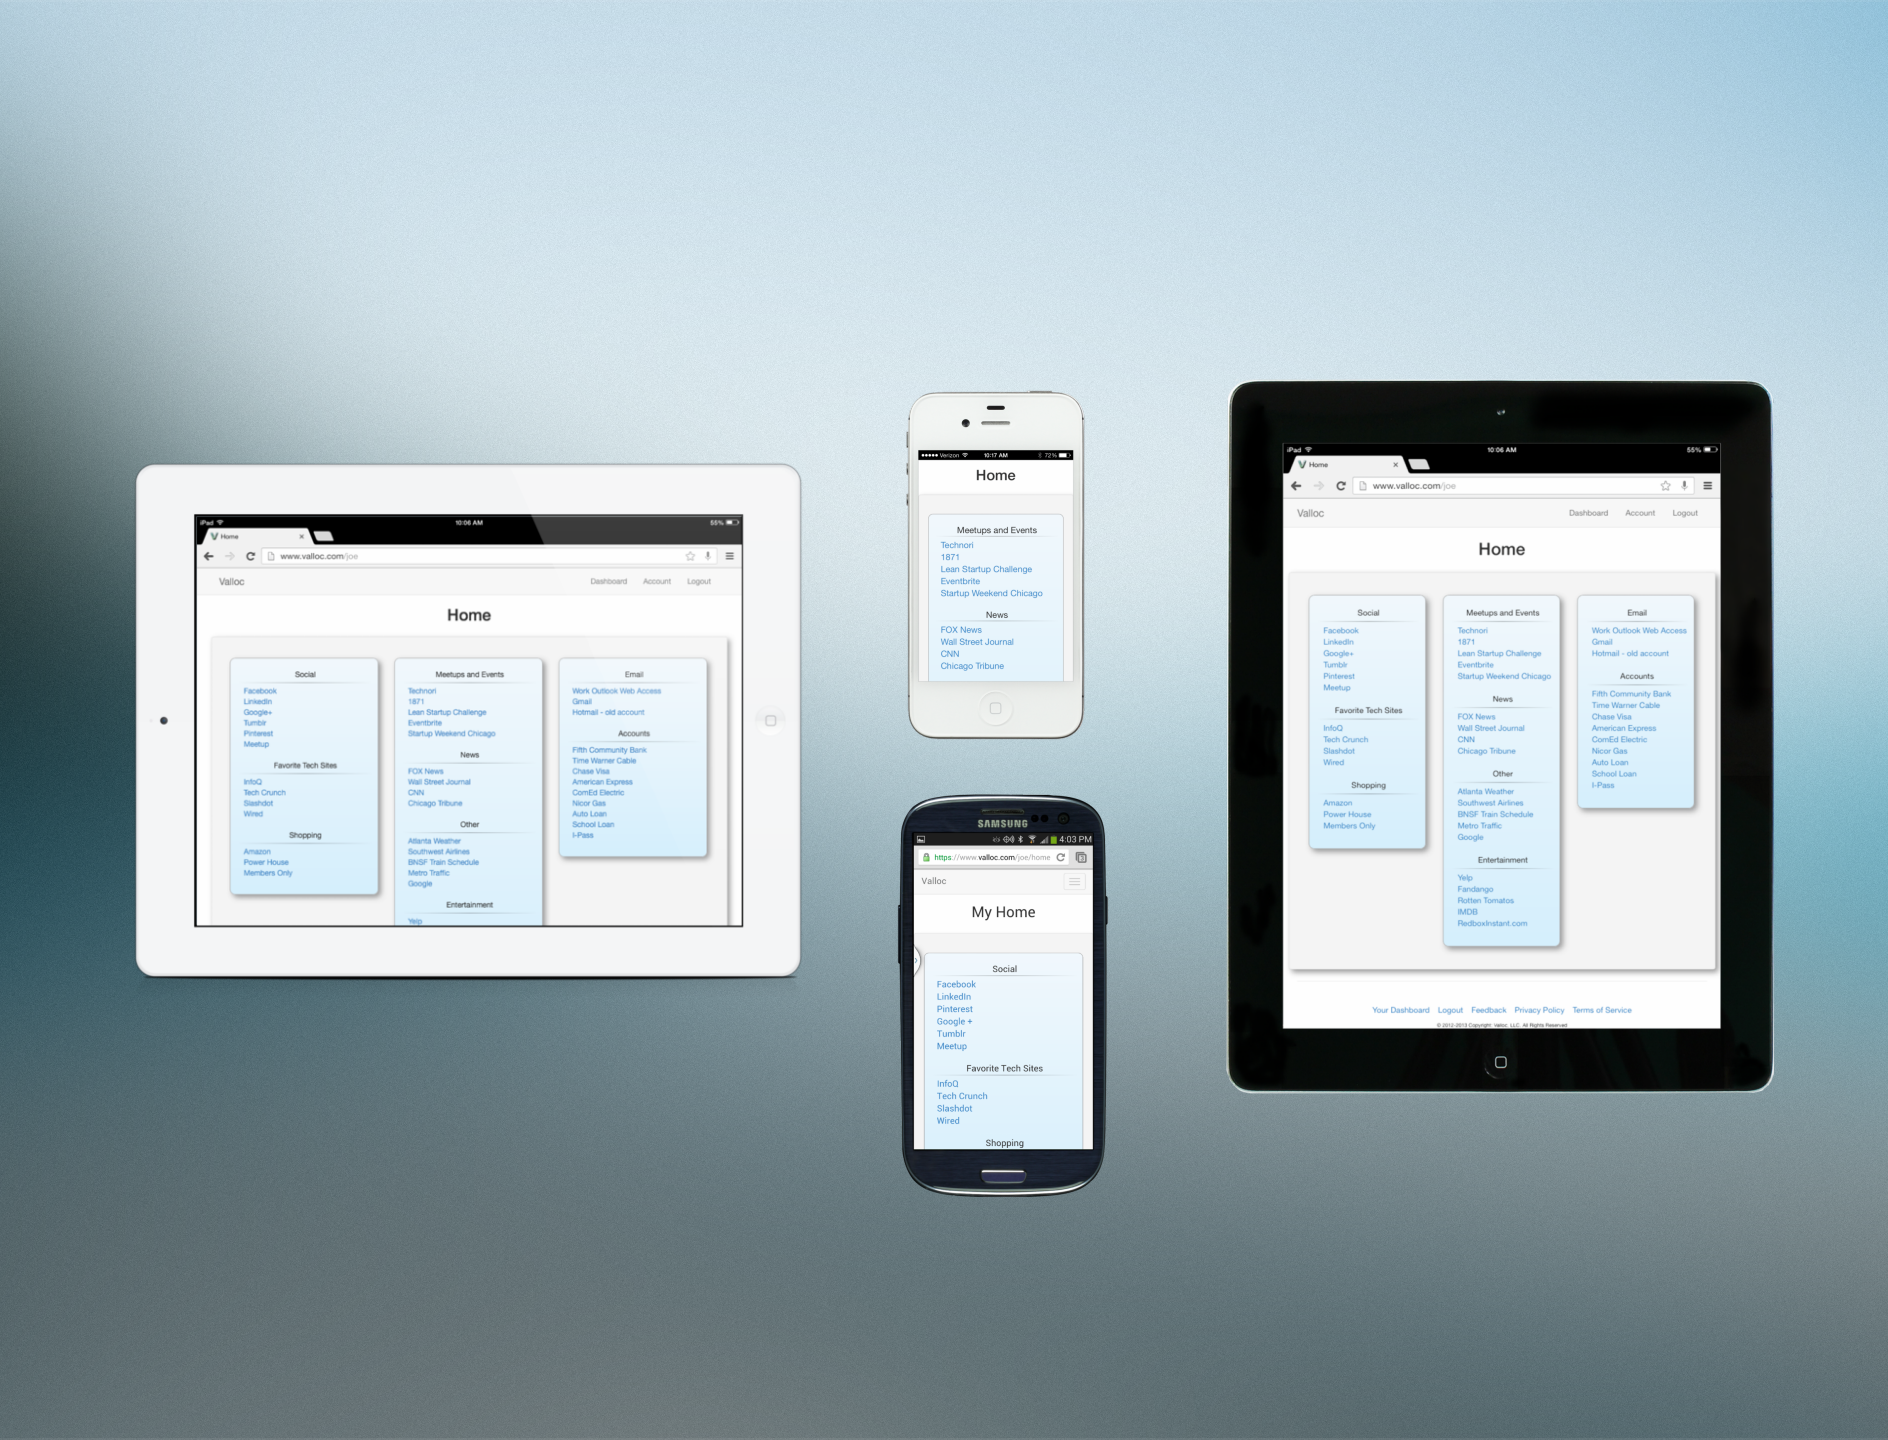 iPad 10:06 AM 55%
Home
www.valloc.com/joe
Valloc Dashboard Account Logout
Home
Social
Facebook
LinkedIn
Google+
Tumblr
Pinterest
Meetup
Favorite Tech Sites
InfoQ
Tech Crunch
Slashdot
Wired
Shopping
Amazon
Power House
Members Only
Meetups and Events
Technori
1871
Lean Startup Challenge
Eventbrite
Startup Weekend Chicago
News
FOX News
Wall Street Journal
CNN
Chicago Tribune
Other
Atlanta Weather
Southwest Airlines
BNSF Train Schedule
Metro Traffic
Google
Entertainment
Yelp
Email
Work Outlook Web Access
Gmail
Hotmail - old account
Accounts
Fifth Community Bank
Time Warner Cable
Chase Visa
American Express
ComEd Electric
Nicor Gas
Auto Loan
School Loan
I-Pass
Verizon 10:17 AM 72%
Home
Meetups and Events
Technori
1871
Lean Startup Challenge
Eventbrite
Startup Weekend Chicago
News
FOX News
Wall Street Journal
CNN
Chicago Tribune
SAMSUNG
4:03 PM
https://www.valloc.com/joe/home
Valloc
My Home
Social
Facebook
LinkedIn
Pinterest
Google +
Tumblr
Meetup
Favorite Tech Sites
InfoQ
Tech Crunch
Slashdot
Wired
Shopping
iPad 10:06 AM 55%
Home
www.valloc.com/joe
Valloc Dashboard Account Logout
Home
Social
Facebook
LinkedIn
Google+
Tumblr
Pinterest
Meetup
Favorite Tech Sites
InfoQ
Tech Crunch
Slashdot
Wired
Shopping
Amazon
Power House
Members Only
Meetups and Events
Technori
1871
Lean Startup Challenge
Eventbrite
Startup Weekend Chicago
News
FOX News
Wall Street Journal
CNN
Chicago Tribune
Other
Atlanta Weather
Southwest Airlines
BNSF Train Schedule
Metro Traffic
Google
Entertainment
Yelp
Fandango
Rotten Tomatos
IMDB
RedboxInstant.com
Email
Work Outlook Web Access
Gmail
Hotmail - old account
Accounts
Fifth Community Bank
Time Warner Cable
Chase Visa
American Express
ComEd Electric
Nicor Gas
Auto Loan
School Loan
I-Pass
Your Dashboard Logout Feedback Privacy Policy Terms of Service
© 2012-2013 Copyright: Valloc, LLC. All Rights Reserved